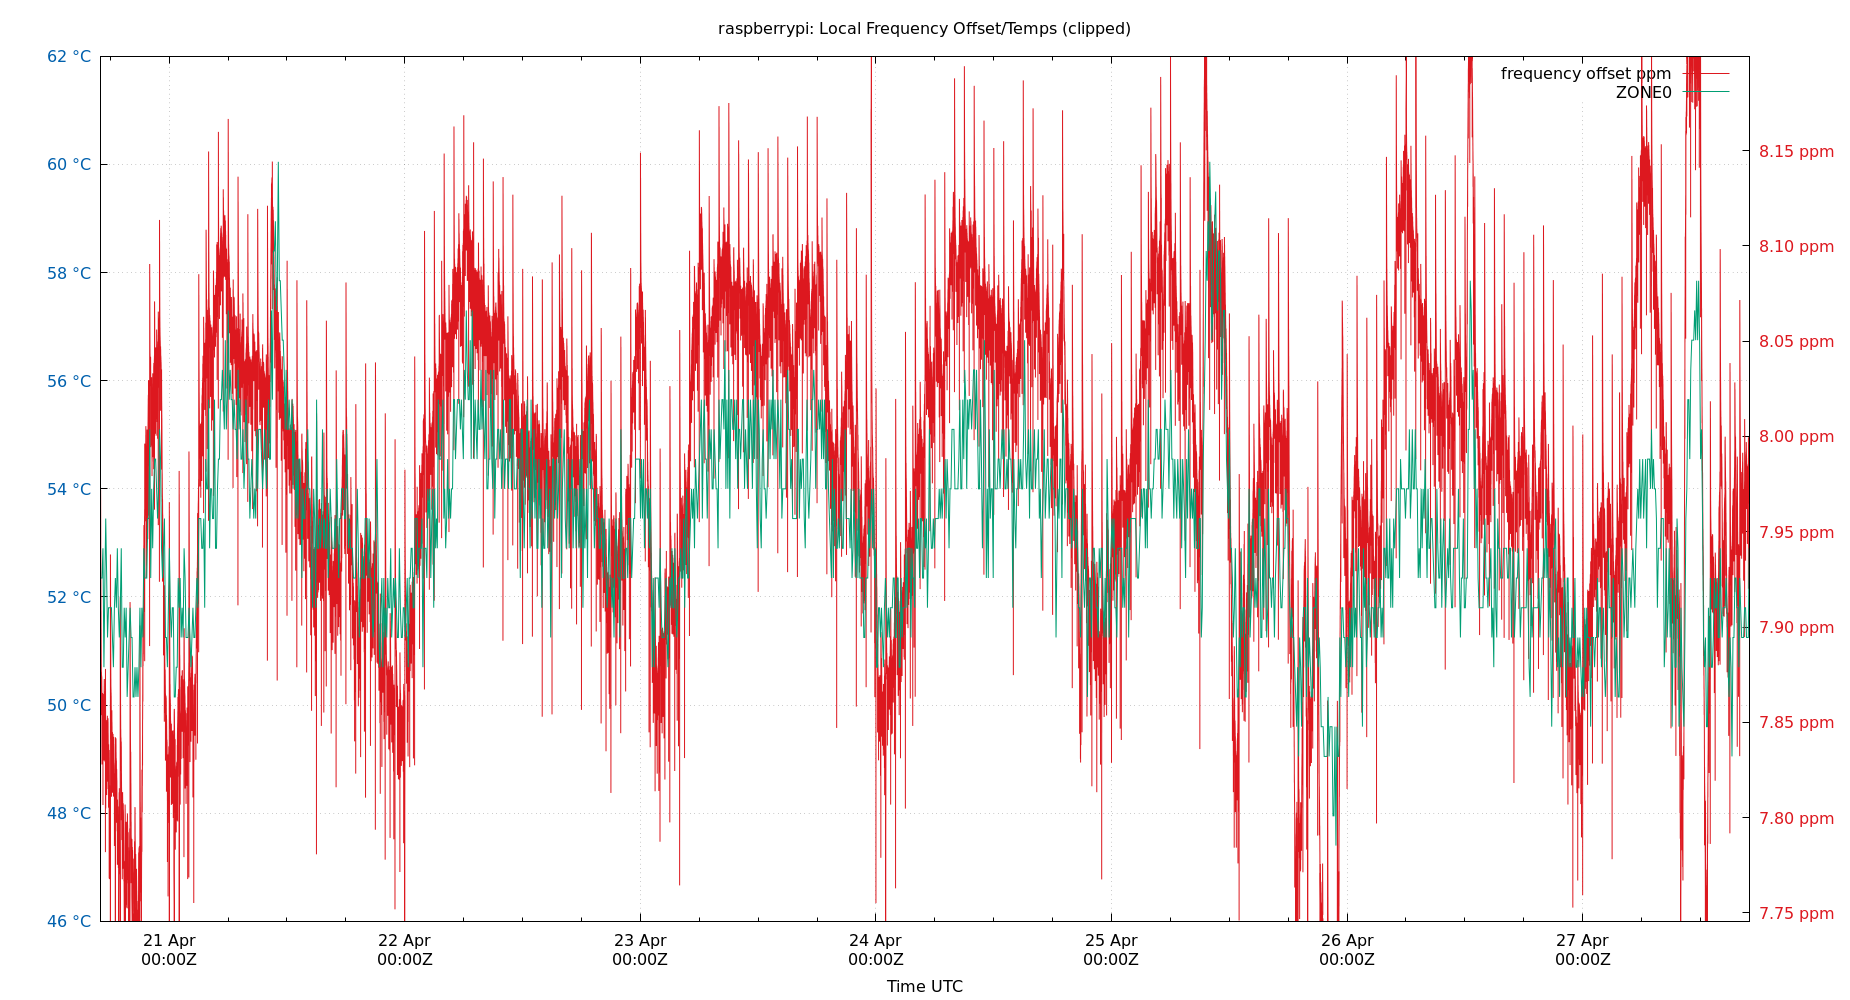 raspberrypi: Local Frequency Offset/Temps (clipped)
62 °C
60 °C
58 °C
56 °C
54 °C
52 °C
50 °C
48 °C
46 °C
frequency offset ppm
ZONE0
8.15 ppm
8.10 ppm
8.05 ppm
8.00 ppm
7.95 ppm
7.90 ppm
7.85 ppm
7.80 ppm
7.75 ppm
21 Apr 22 Apr 23 Apr 24 Apr 25 Apr 26 Apr 27 Apr
00:00Z 00:00Z 00:00Z 00:00Z 00:00Z 00:00Z 00:00Z
Time UTC